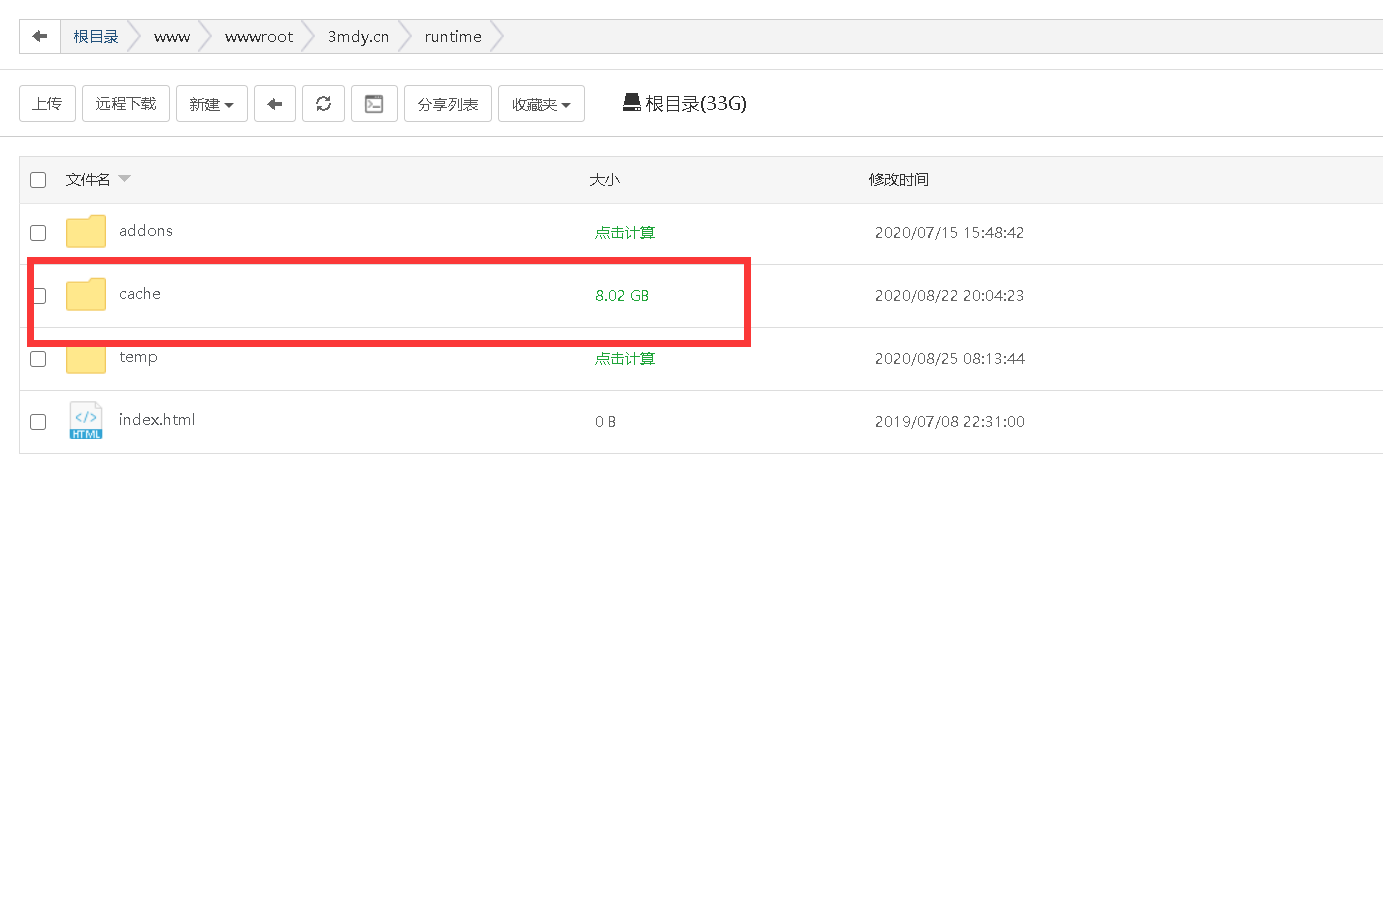 根目录 www wwwroot 3mdy.cn runtime
上传 远程下载 新建 分享列表 收藏夹 根目录(33G)
文件名 大小 修改时间
addons 点击计算 2020/07/15 15:48:42
cache 8.02 GB 2020/08/22 20:04:23
temp 点击计算 2020/08/25 08:13:44
</> HTML index.html 0 B 2019/07/08 22:31:00